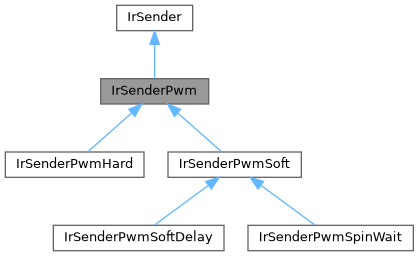 IrSender
IrSenderPwm
IrSenderPwmHard
IrSenderPwmSoft
IrSenderPwmSoftDelay
IrSenderPwmSpinWait